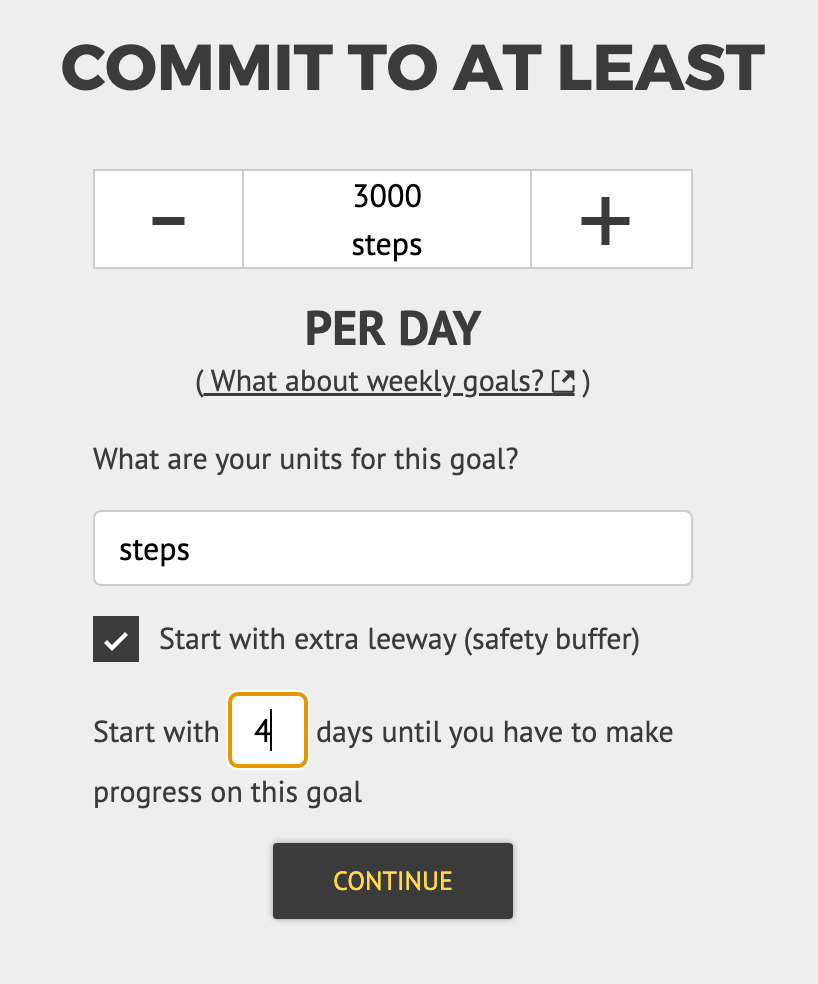 COMMIT TO AT LEAST
3000
steps
PER DAY
( What about weekly goals? )
What are your units for this goal?
steps
Start with extra leeway (safety buffer)
Start with 4 days until you have to make
progress on this goal
CONTINUE